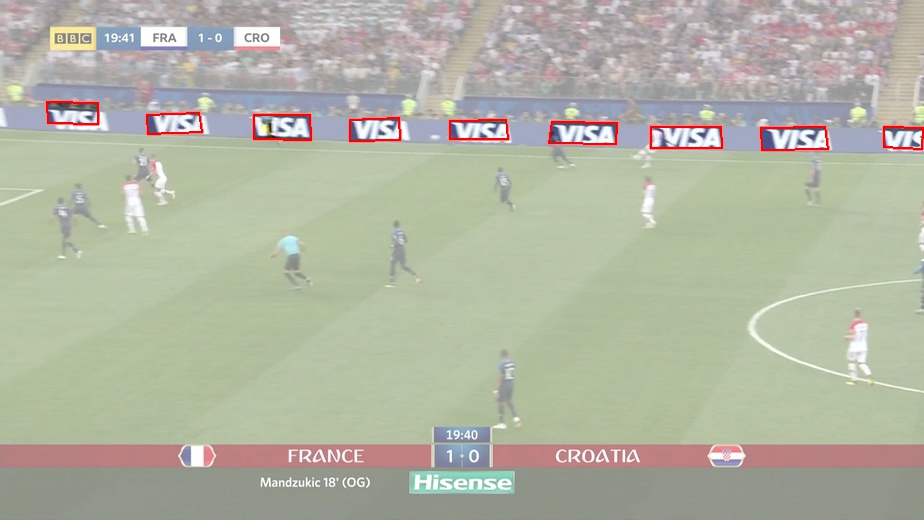 BBC 19:41 FRA 1 - 0 CRO
VISA VISA VISA VISA VISA VISA VISA VISA VIS
19:40
FRANCE 1 - 0 CROATIA
Mandzukic 18' (OG) Hisense